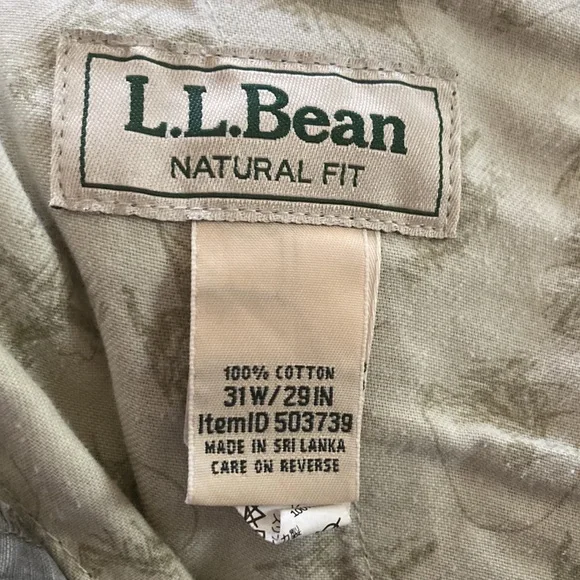 L.L.Bean
NATURAL FIT
100% COTTON
31W/29IN
ItemID 503739
MADE IN SRI LANKA
CARE ON REVERSE